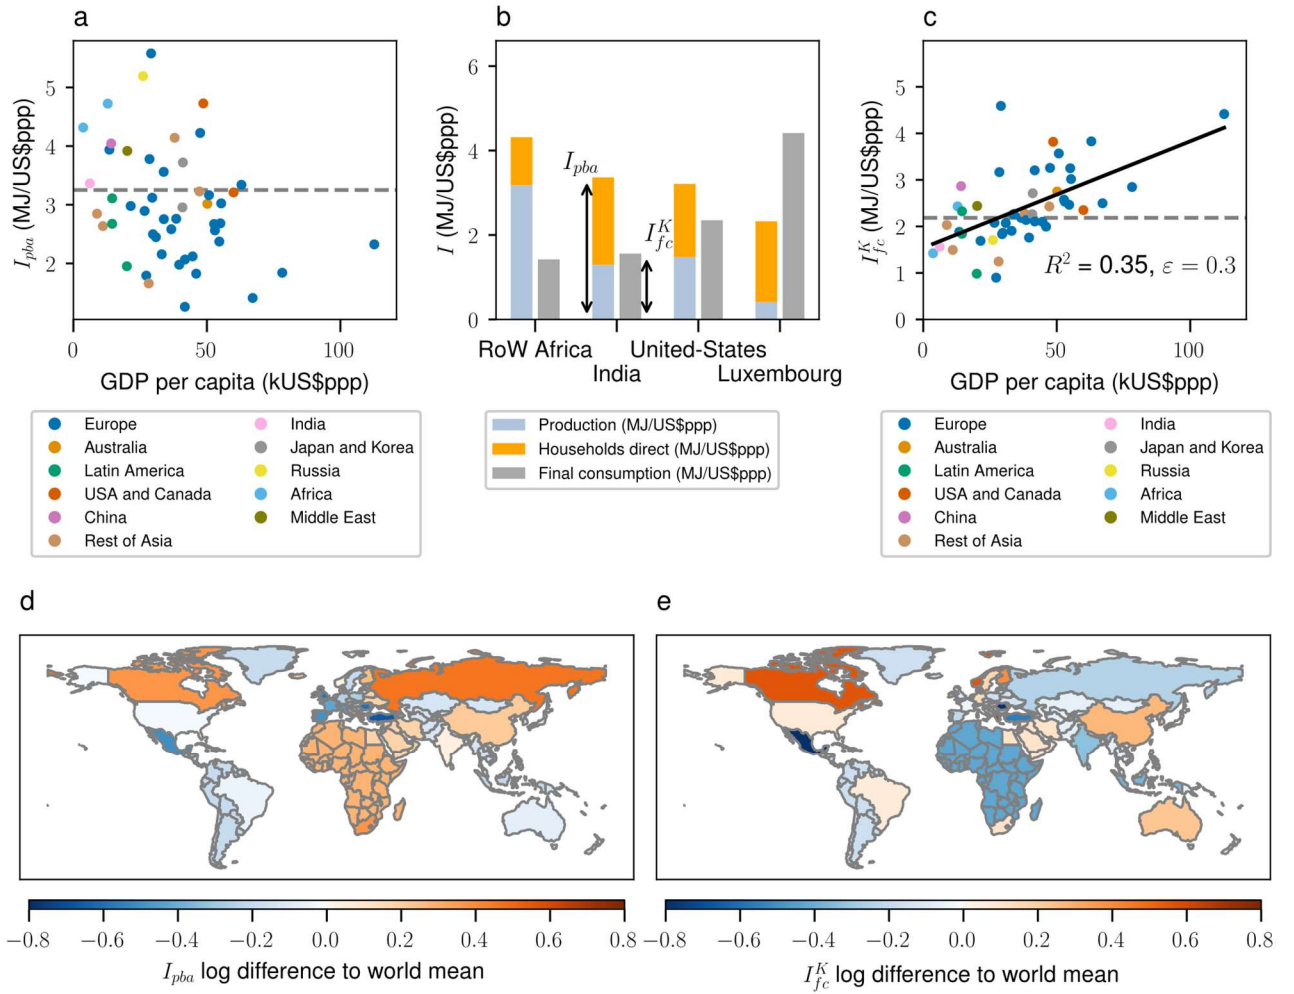 a
b
c
I_pba (MJ/US$ppp)
5
4
3
2
0
50
100
GDP per capita (kUS$ppp)
I (MJ/US$ppp)
6
4
2
0
I_pba
I^K_fc
RoW Africa
United-States
India
Luxembourg
I^K_fc (MJ/US$ppp)
5
4
3
2
1
0
R² = 0.35, ε = 0.3
0
50
100
GDP per capita (kUS$ppp)
Europe
India
Australia
Japan and Korea
Latin America
Russia
USA and Canada
Africa
China
Middle East
Rest of Asia
Production (MJ/US$ppp)
Households direct (MJ/US$ppp)
Final consumption (MJ/US$ppp)
Europe
India
Australia
Japan and Korea
Latin America
Russia
USA and Canada
Africa
China
Middle East
Rest of Asia
d
e
−0.8 −0.6 −0.4 −0.2 0.0 0.2 0.4 0.6 0.8
I_pba log difference to world mean
−0.8 −0.6 −0.4 −0.2 0.0 0.2 0.4 0.6 0.8
I^K_fc log difference to world mean